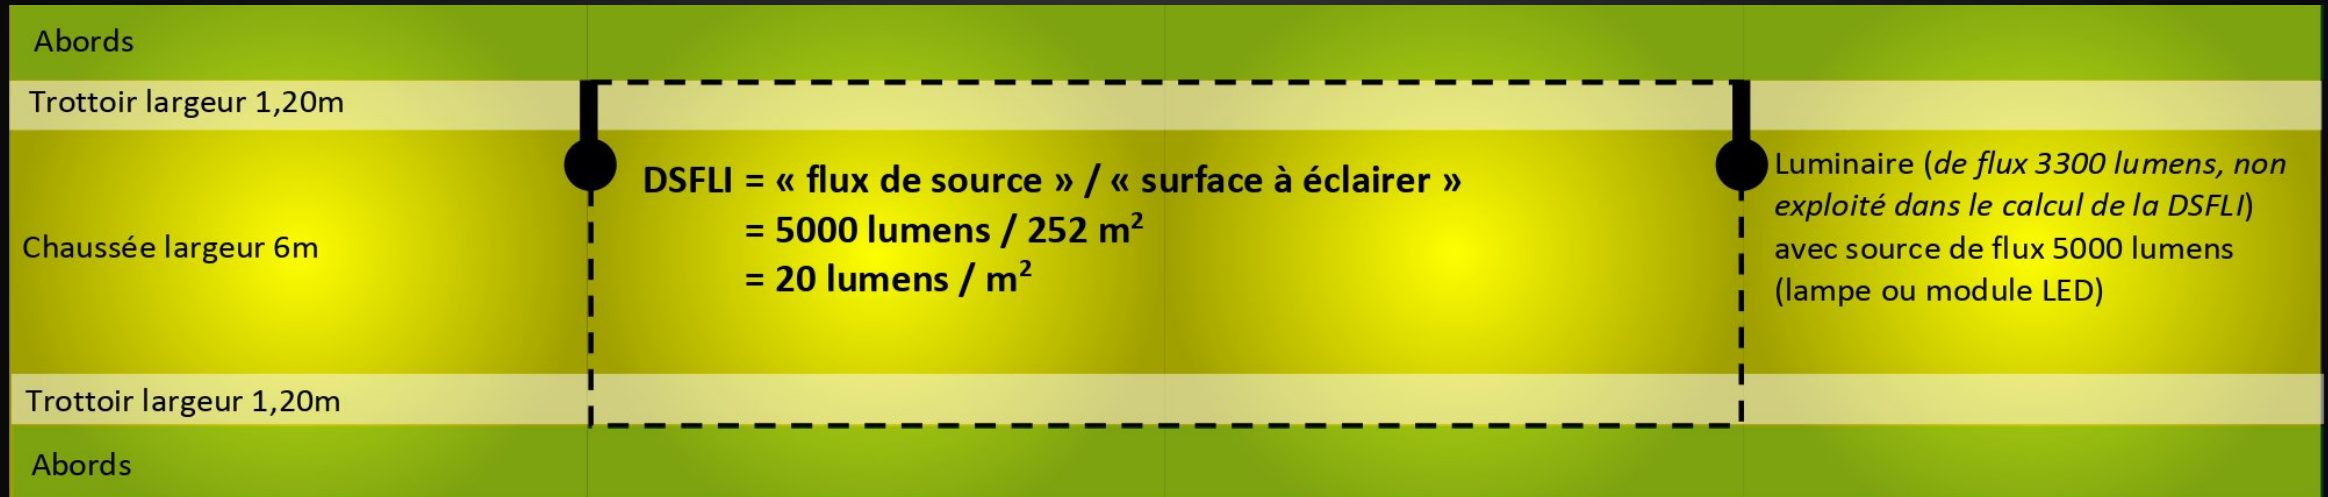 Abords
Trottoir largeur 1,20m
DSFLI = « flux de source » / « surface à éclairer »
= 5000 lumens / 252 m²
= 20 lumens / m²
Luminaire (de flux 3300 lumens, non
exploité dans le calcul de la DSFLI)
avec source de flux 5000 lumens
(lampe ou module LED)
Chaussée largeur 6m
Trottoir largeur 1,20m
Abords